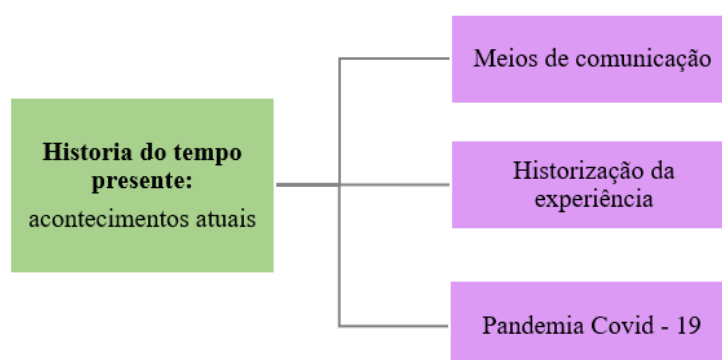 Historia do tempo
presente:
acontecimentos atuais
Meios de comunicação
Historização da
experiência
Pandemia Covid - 19